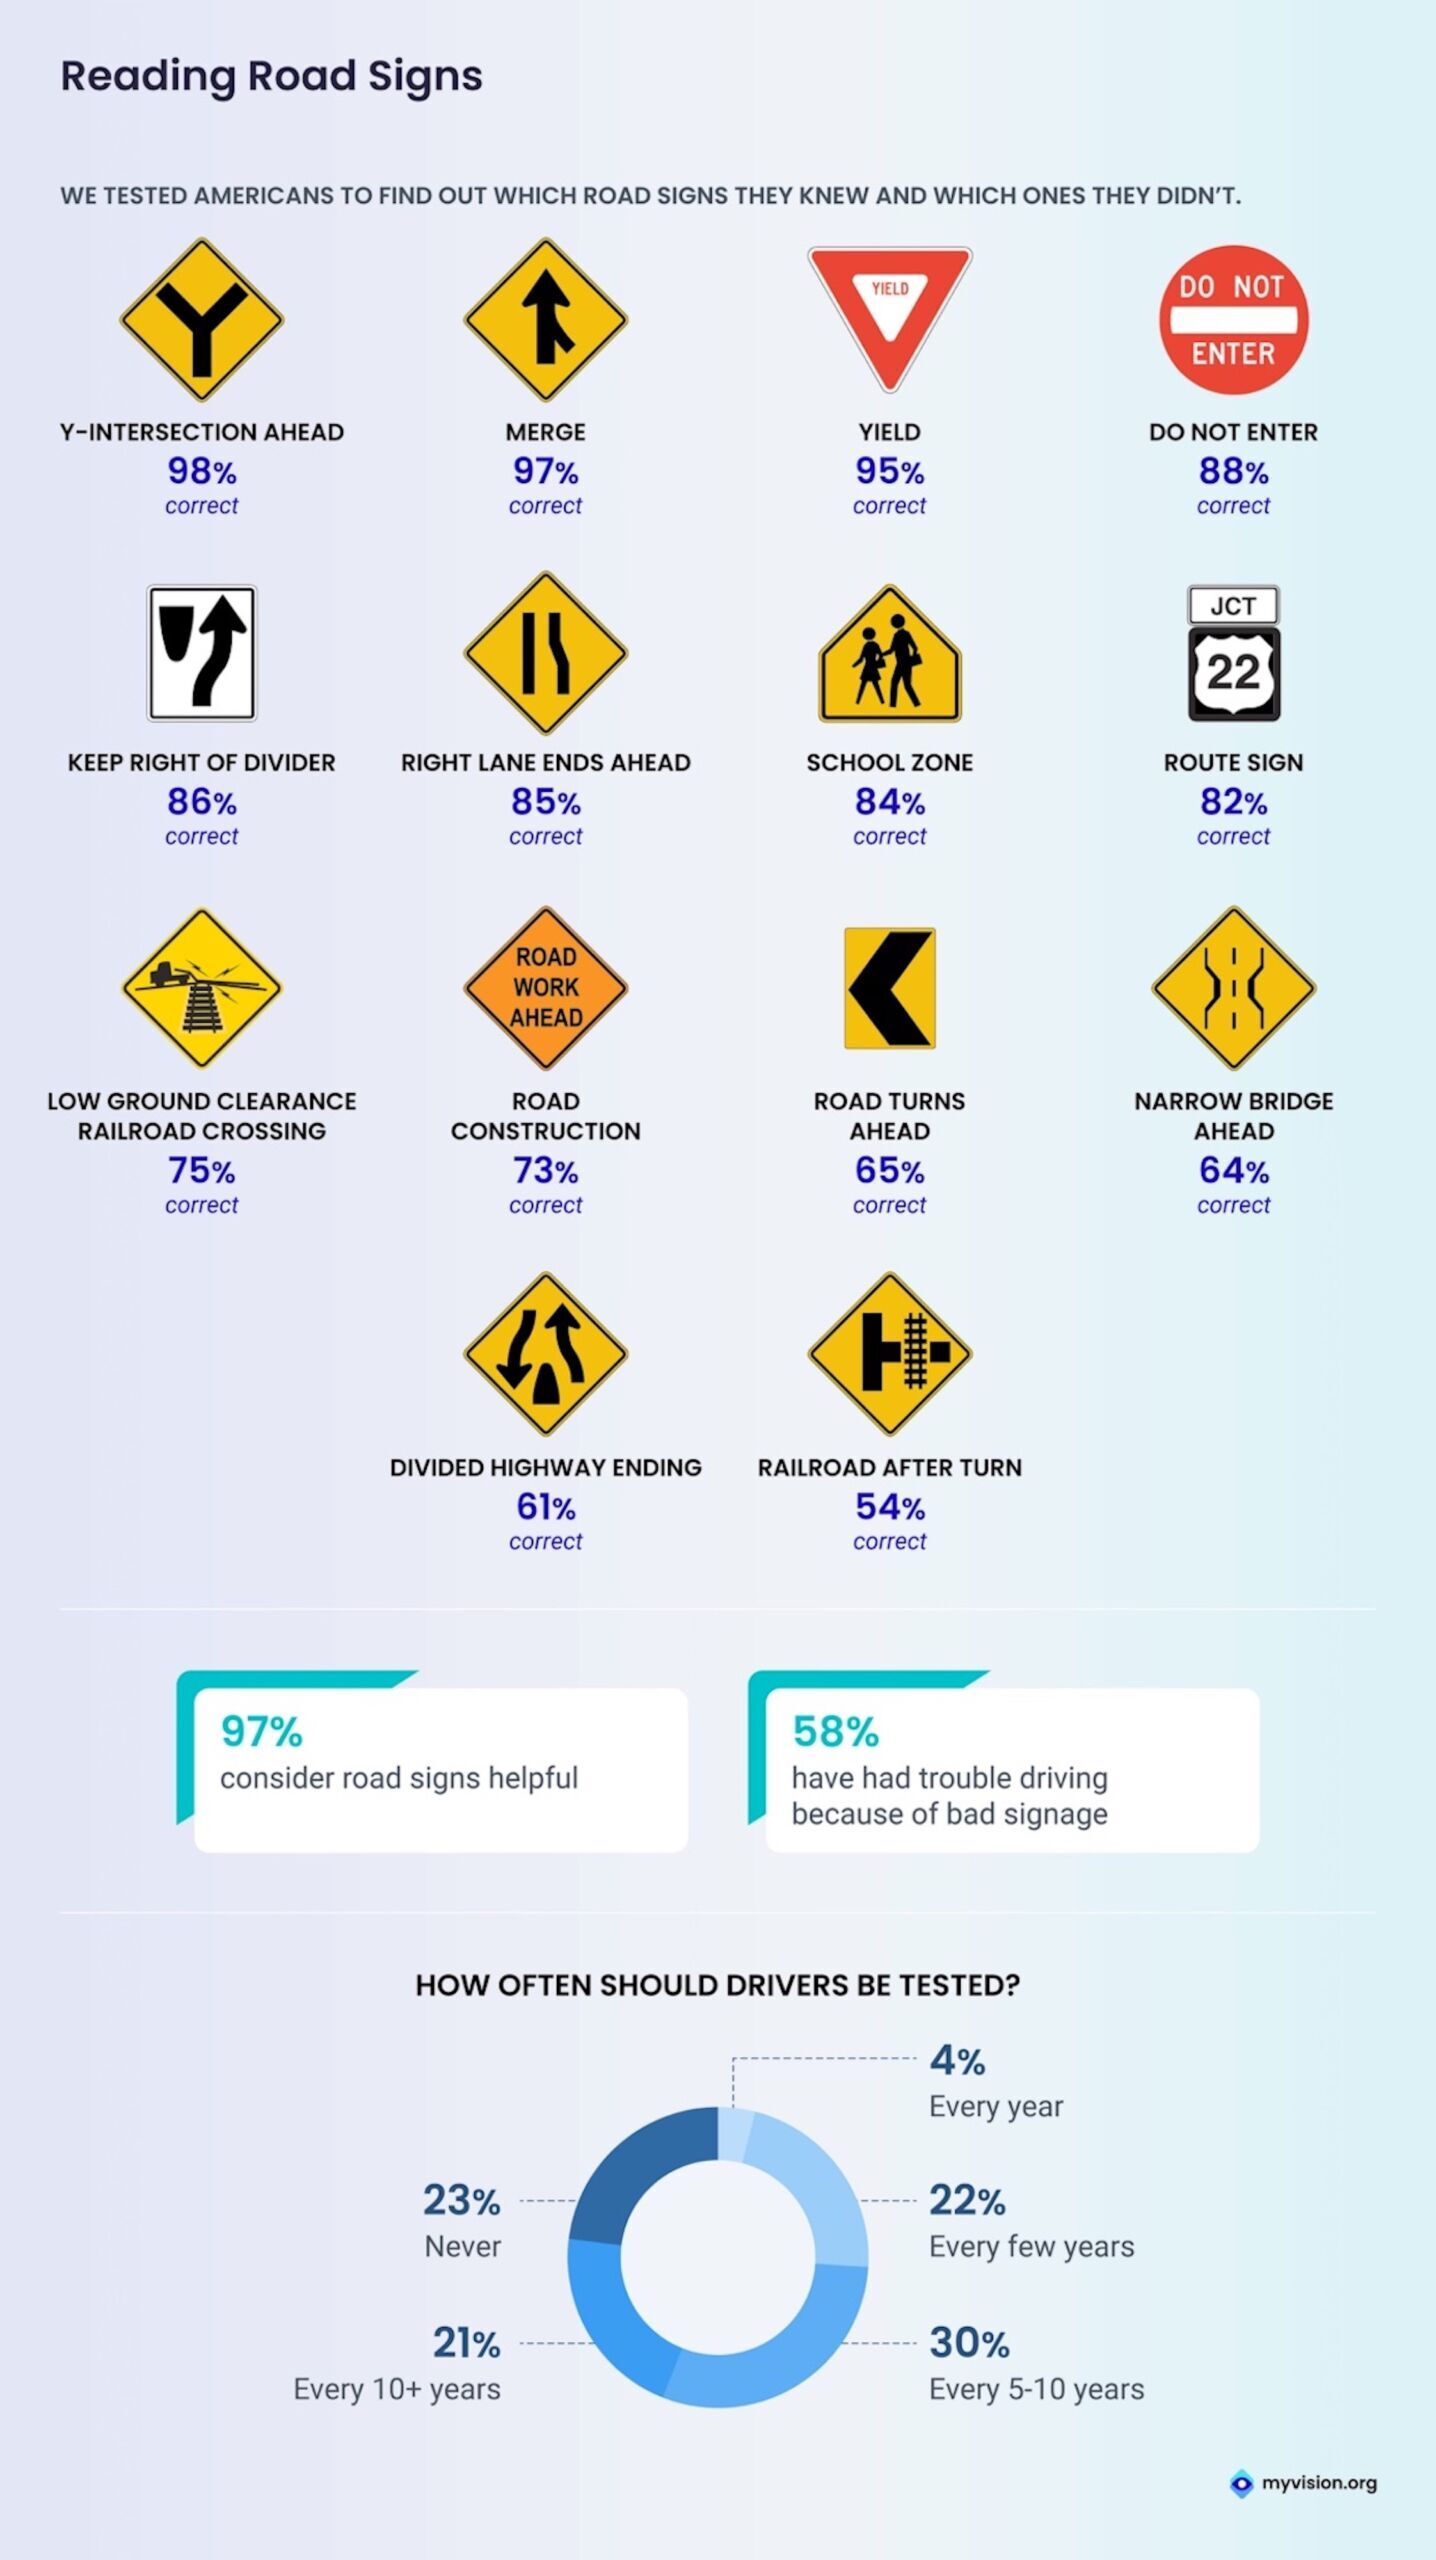 Reading Road Signs
WE TESTED AMERICANS TO FIND OUT WHICH ROAD SIGNS THEY KNEW AND WHICH ONES THEY DIDN'T.
Y-INTERSECTION AHEAD
98%
correct
MERGE
97%
correct
YIELD
YIELD
95%
correct
DO NOT
ENTER
DO NOT ENTER
88%
correct
KEEP RIGHT OF DIVIDER
86%
correct
RIGHT LANE ENDS AHEAD
85%
correct
SCHOOL ZONE
84%
correct
JCT
22
ROUTE SIGN
82%
correct
LOW GROUND CLEARANCE
RAILROAD CROSSING
75%
correct
ROAD
WORK
AHEAD
ROAD
CONSTRUCTION
73%
correct
ROAD TURNS
AHEAD
65%
correct
NARROW BRIDGE
AHEAD
64%
correct
DIVIDED HIGHWAY ENDING
61%
correct
RAILROAD AFTER TURN
54%
correct
97%
consider road signs helpful
58%
have had trouble driving
because of bad signage
HOW OFTEN SHOULD DRIVERS BE TESTED?
4%
Every year
23%
Never
22%
Every few years
21%
Every 10+ years
30%
Every 5-10 years
myvision.org